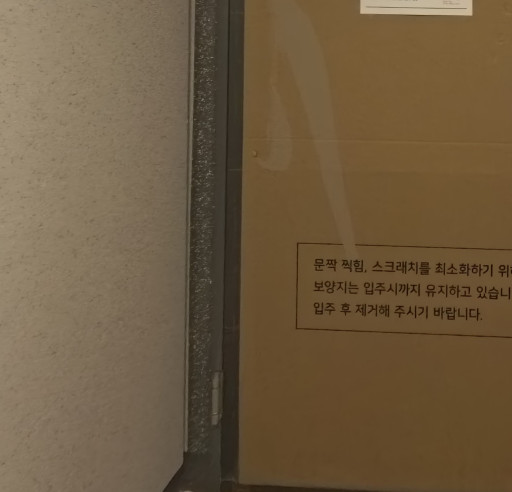 문짝 찍힘, 스크래치를 최소화하기 위
보양지는 입주시까지 유지하고 있습니
입주 후 제거해 주시기 바랍니다.